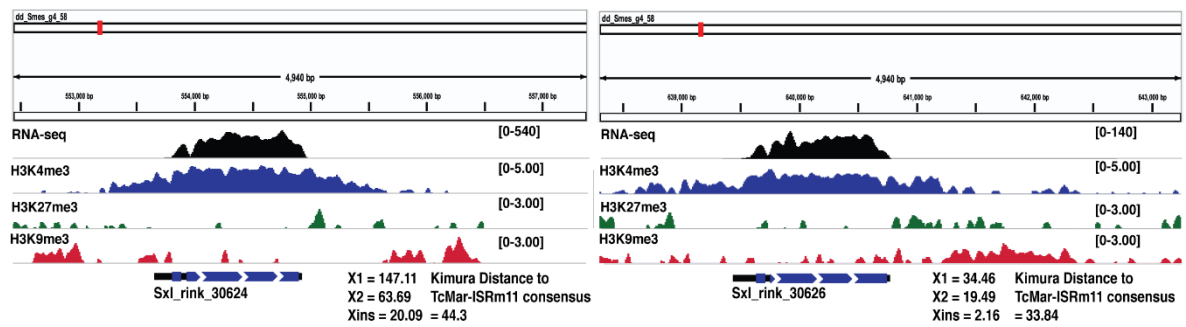 dd_Smes_g4_58
4,940 bp
553,000 bp 554,000 bp 555,000 bp 556,000 bp 557,000 bp
RNA-seq [0-540]
H3K4me3 [0-5.00]
H3K27me3 [0-3.00]
H3K9me3 [0-3.00]
Sxl_rink_30624
X1 = 147.11 Kimura Distance to
X2 = 63.69 TcMar-ISRm11 consensus
Xins = 20.09 = 44.3
dd_Smes_g4_58
4,940 bp
639,000 bp 640,000 bp 641,000 bp 642,000 bp 643,000 bp
RNA-seq [0-140]
H3K4me3 [0-5.00]
H3K27me3 [0-3.00]
H3K9me3 [0-3.00]
Sxl_rink_30626
X1 = 34.46 Kimura Distance to
X2 = 19.49 TcMar-ISRm11 consensus
Xins = 2.16 = 33.84